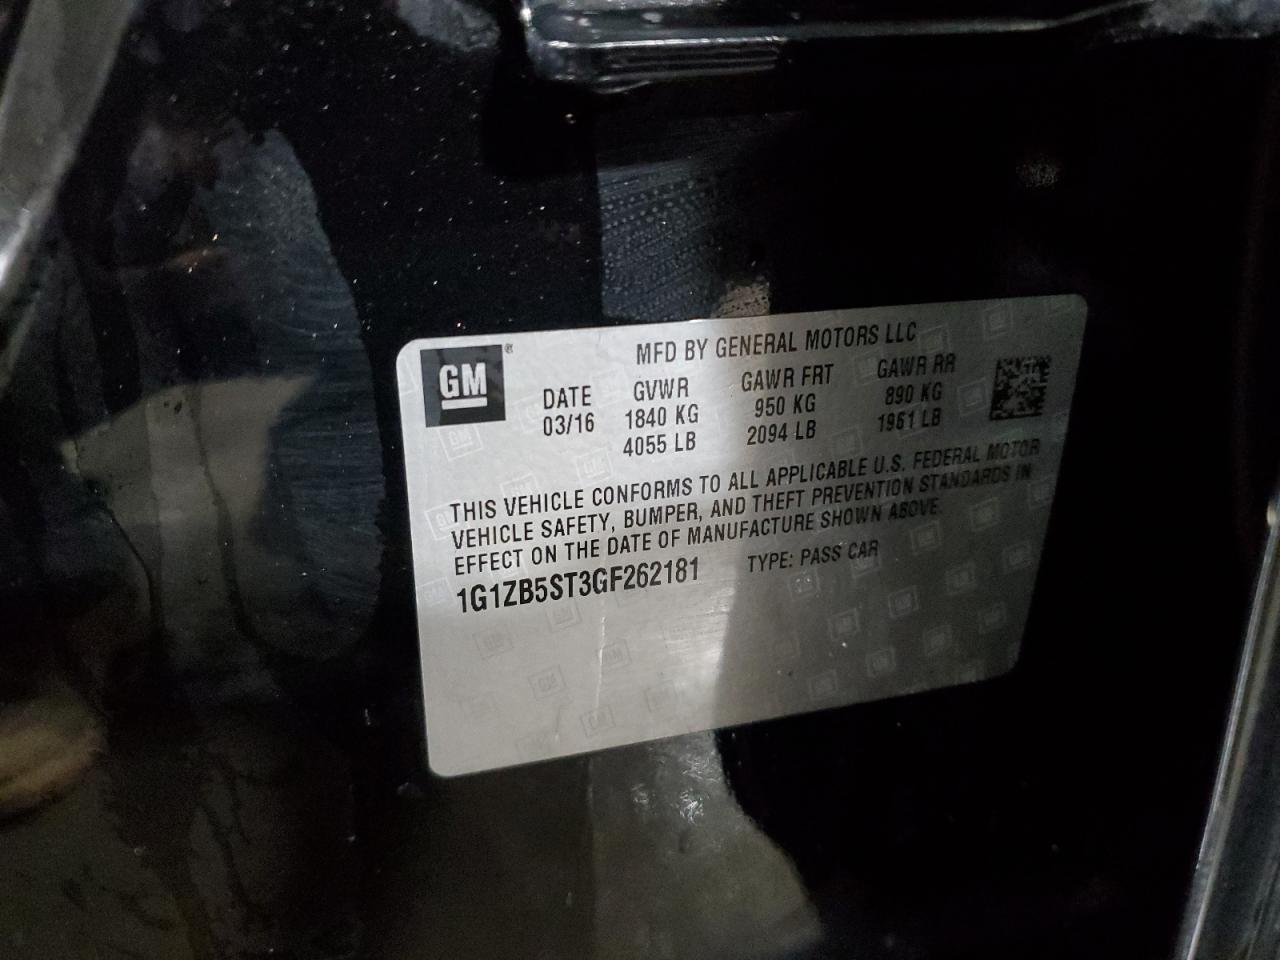 MFD BY GENERAL MOTORS LLC
GM®
DATE GVWR GAWR FRT GAWR RR
03/16 1840 KG 950 KG 890 KG
4055 LB 2094 LB 1961 LB
THIS VEHICLE CONFORMS TO ALL APPLICABLE U.S. FEDERAL MOTOR
VEHICLE SAFETY, BUMPER, AND THEFT PREVENTION STANDARDS IN
EFFECT ON THE DATE OF MANUFACTURE SHOWN ABOVE.
1G1ZB5ST3GF262181 TYPE: PASS CAR